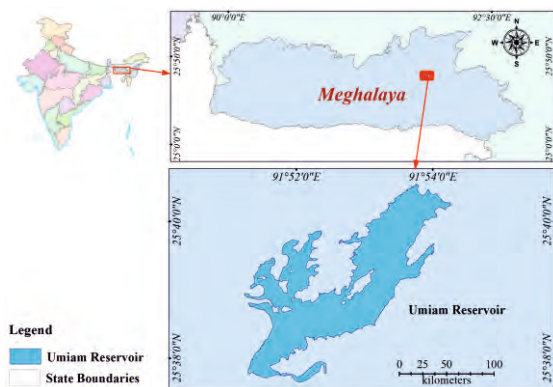 90°0'0"E
92°30'0"E
N
W
E
S
25°50'0"N
25°50'0"N
Meghalaya
25°0'0"N
25°0'0"N
91°52'0"E
91°54'0"E
25°40'0"N
25°40'0"N
Umiam Reservoir
Legend
Umiam Reservoir
State Boundaries
0 25 50 100
kilometers
25°38'0"N
25°38'0"N